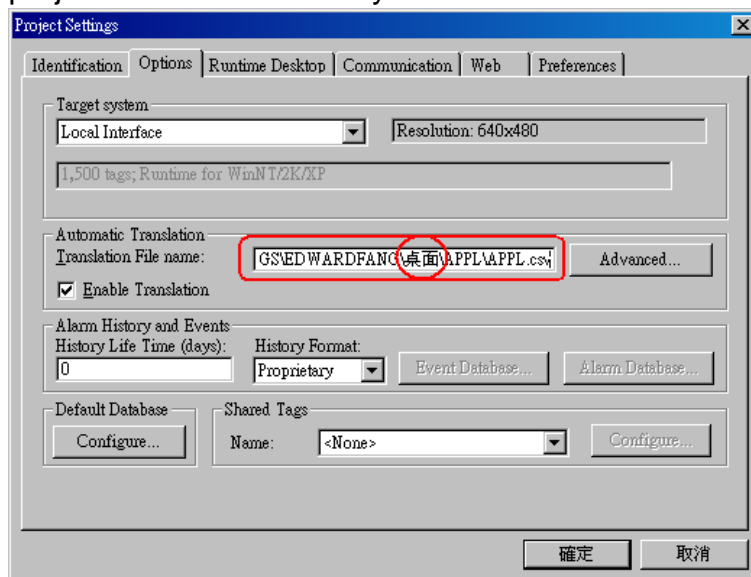 Project Settings
Identification Options Runtime Desktop Communication Web Preferences
Target system
Local Interface Resolution: 640x480
1,500 tags; Runtime for WinNT/2K/XP
Automatic Translation
Translation File name: GS\EDWARDFANG\桌面\APPL\APPL.csv Advanced...
Enable Translation
Alarm History and Events
History Life Time (days): History Format:
0 Proprietary Event Database... Alarm Database...
Default Database Shared Tags
Configure... Name: <None> Configure...
確定 取消